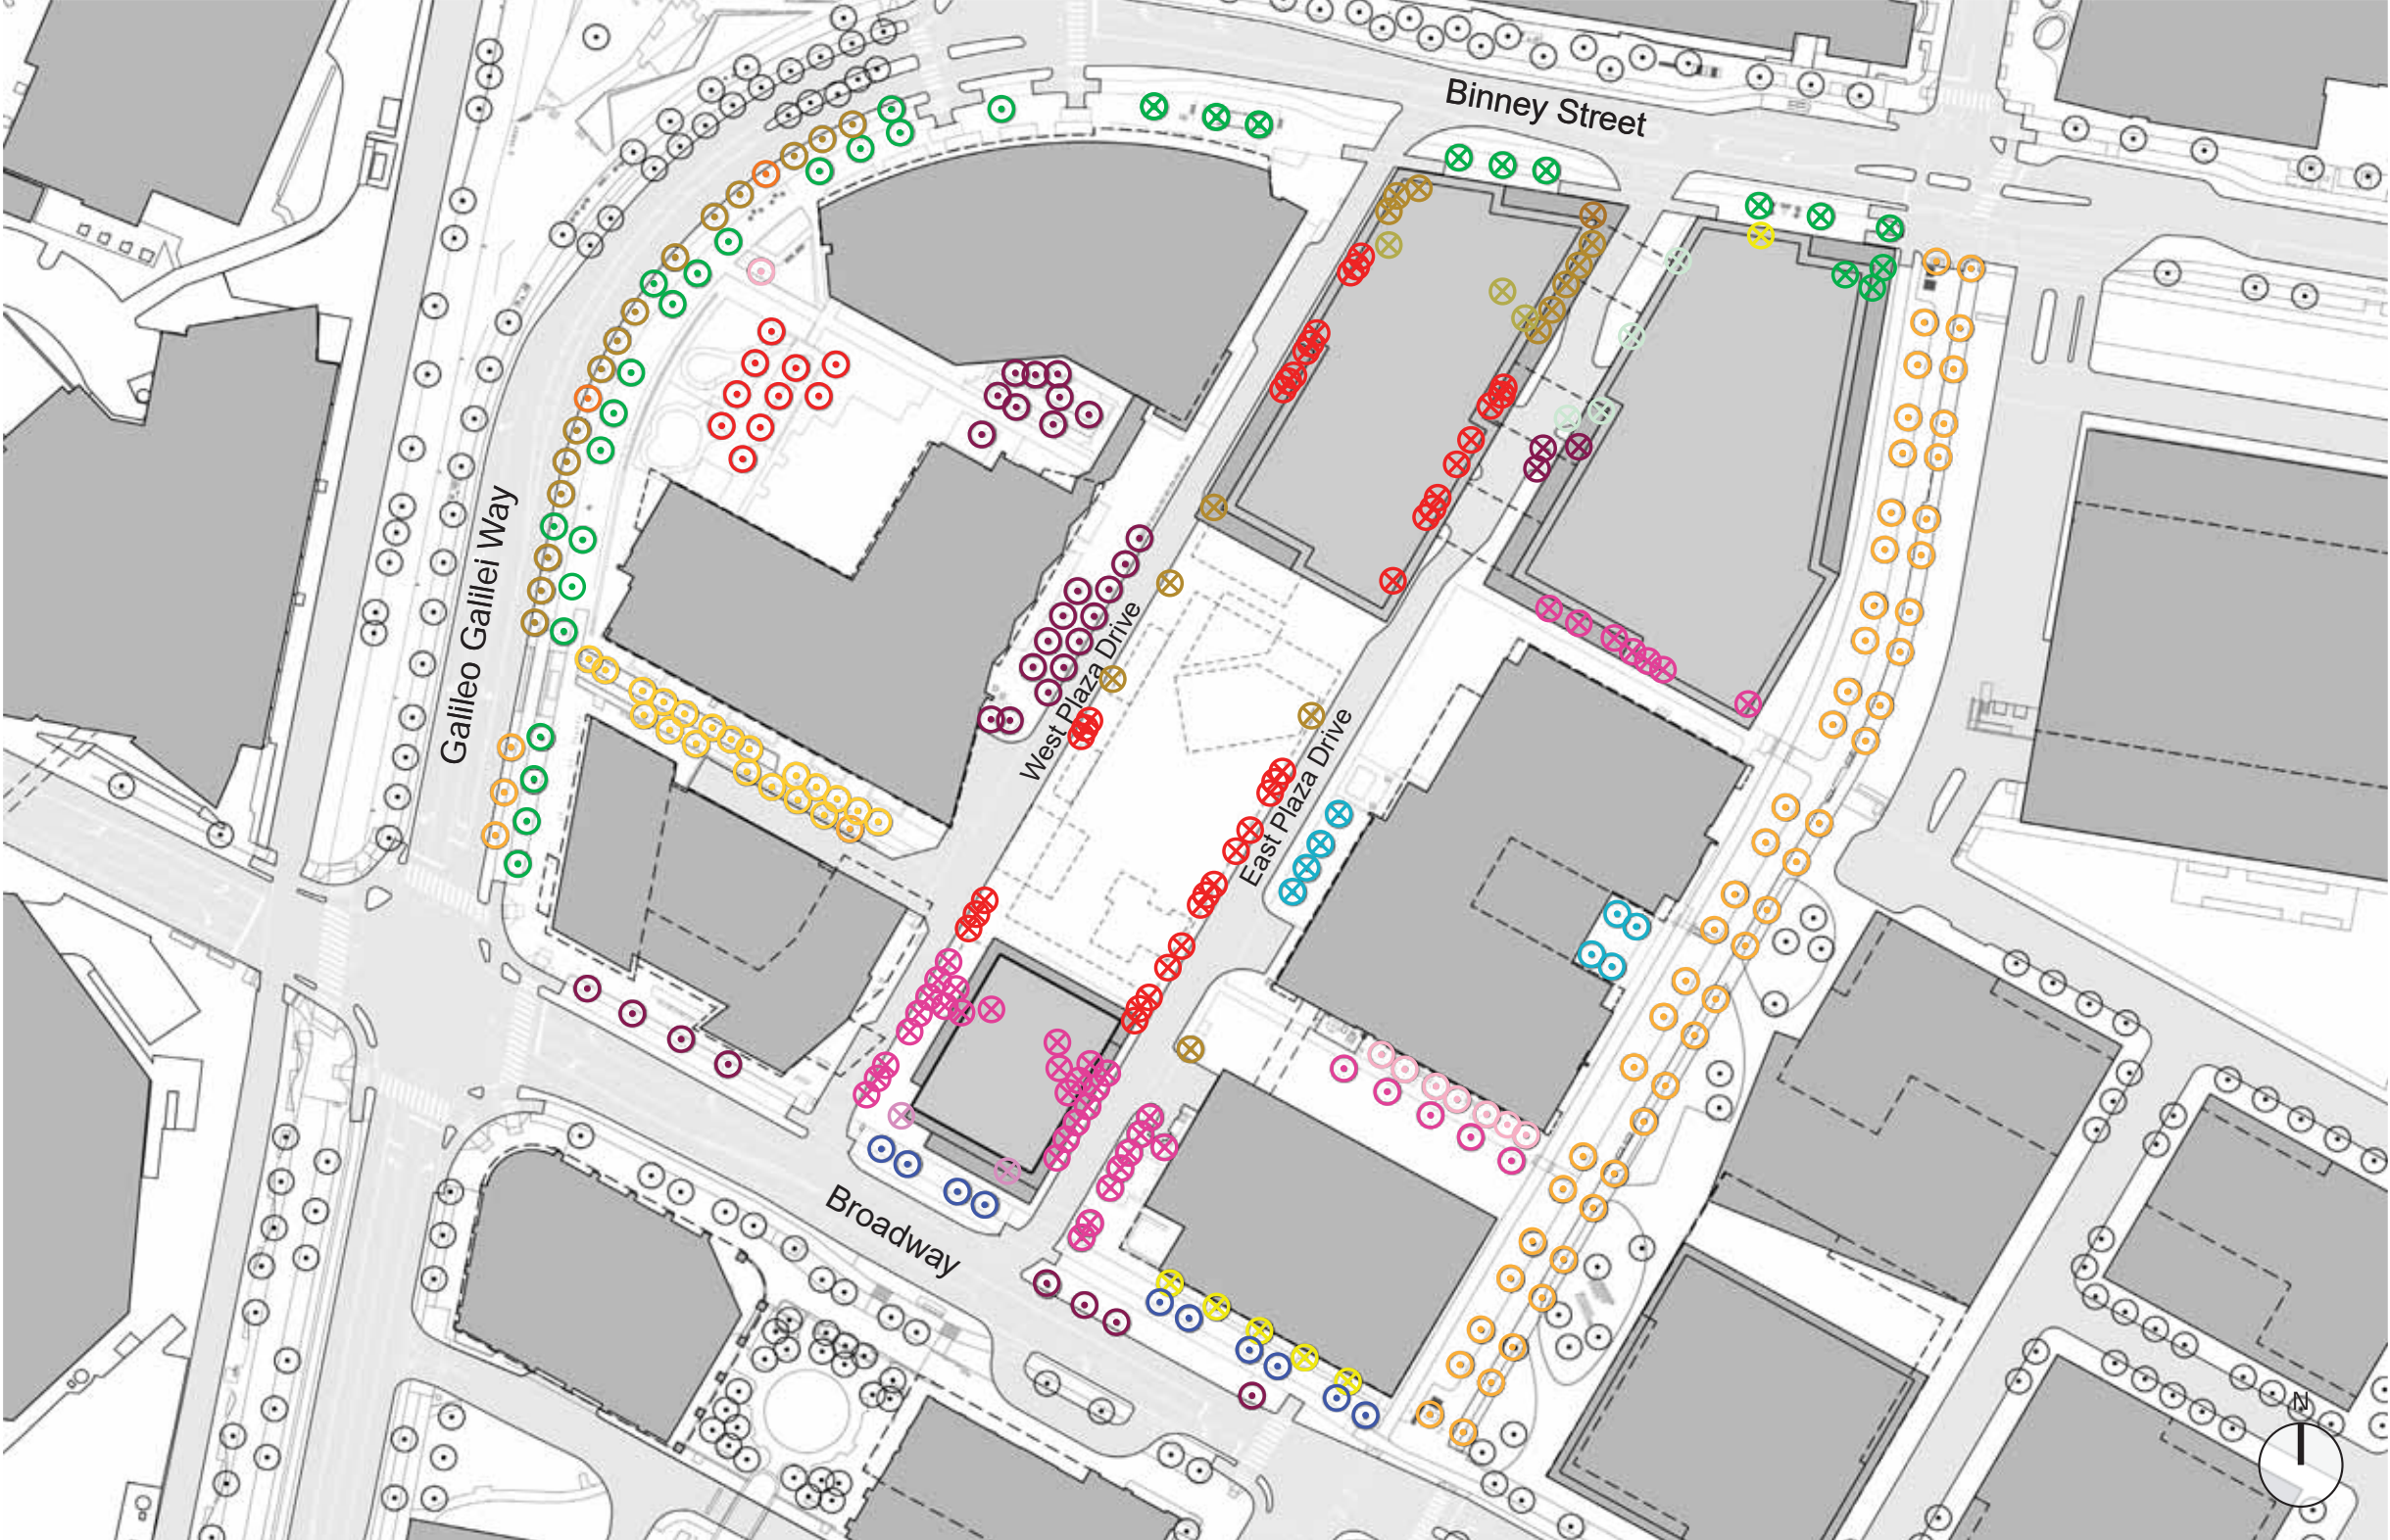 Binney Street
Galileo Galilei Way
West Plaza Drive
East Plaza Drive
Broadway
N